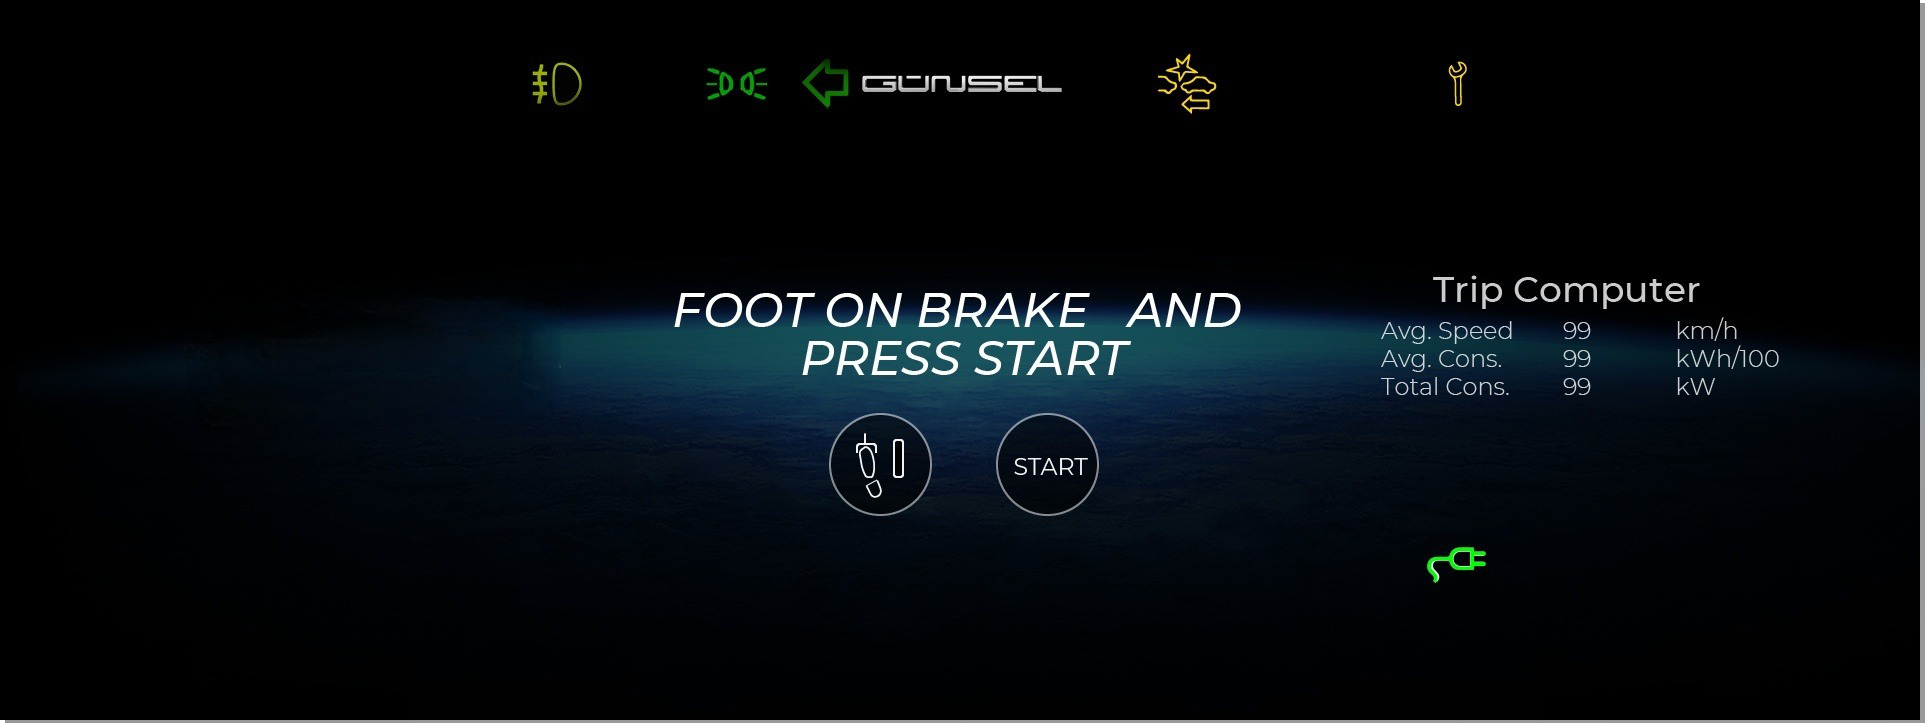 GÜNSEL
FOOT ON BRAKE AND
PRESS START
START
Trip Computer
Avg. Speed 99 km/h
Avg. Cons. 99 kWh/100
Total Cons. 99 kW